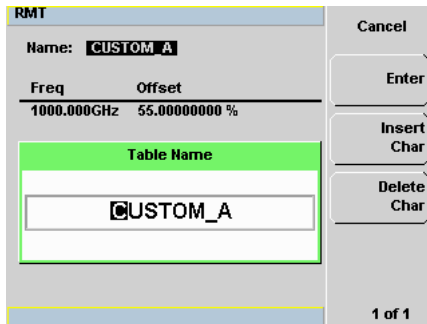 RMT
Name: CUSTOM_A
Freq Offset
1000.000GHz 55.00000000 %
Table Name
CUSTOM_A
Cancel
Enter
Insert
Char
Delete
Char
1 of 1